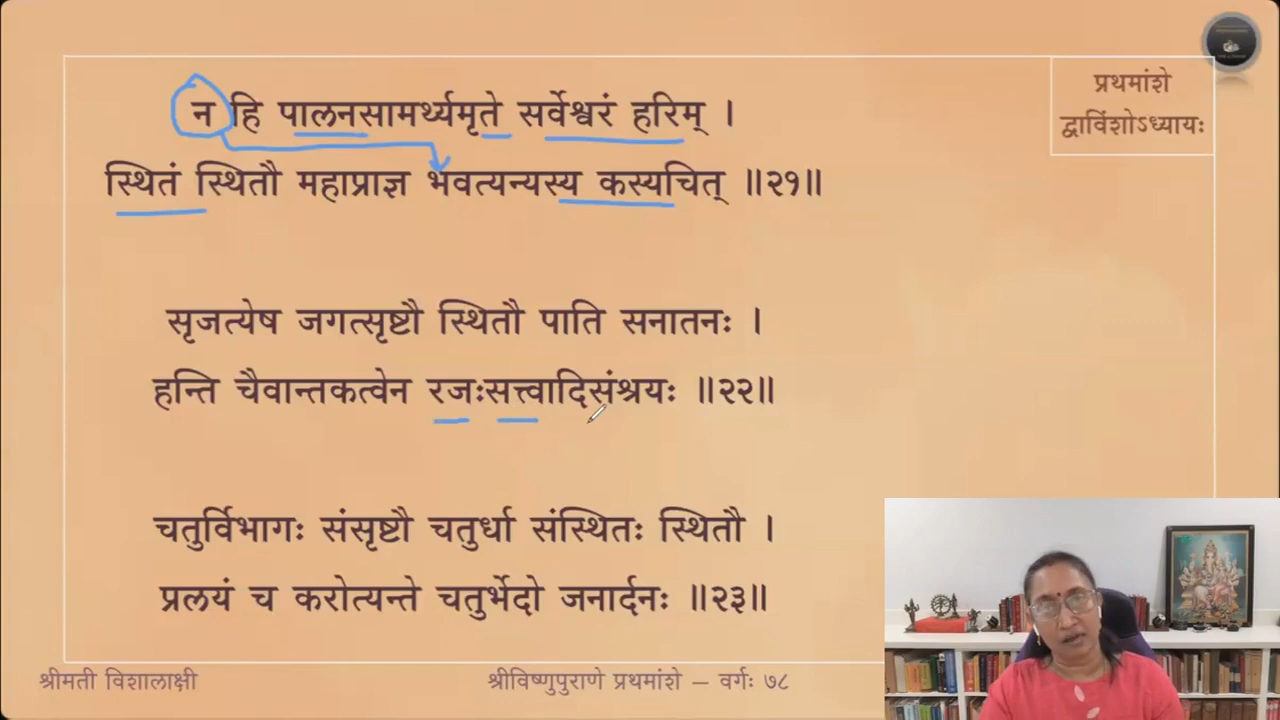 प्रथमांशे
द्वाविंशोऽध्यायः
न हि पालनसामर्थ्यमृते सर्वेश्वरं हरिम् ।
स्थितं स्थितौ महाप्राज्ञ भवत्यन्यस्य कस्यचित् ॥२१॥
सृजत्येष जगत्सृष्टौ स्थितौ पाति सनातनः ।
हन्ति चैवान्तकत्वेन रजःसत्त्वादिसंश्रयः ॥२२॥
चतुर्विभागः संसृष्टौ चतुर्धा संस्थितः स्थितौ ।
प्रलयं च करोत्यन्ते चतुर्भेदो जनार्दनः ॥२३॥
श्रीमती विशालाक्षी
श्रीविष्णुपुराणे प्रथमांशे – वर्गः ७८